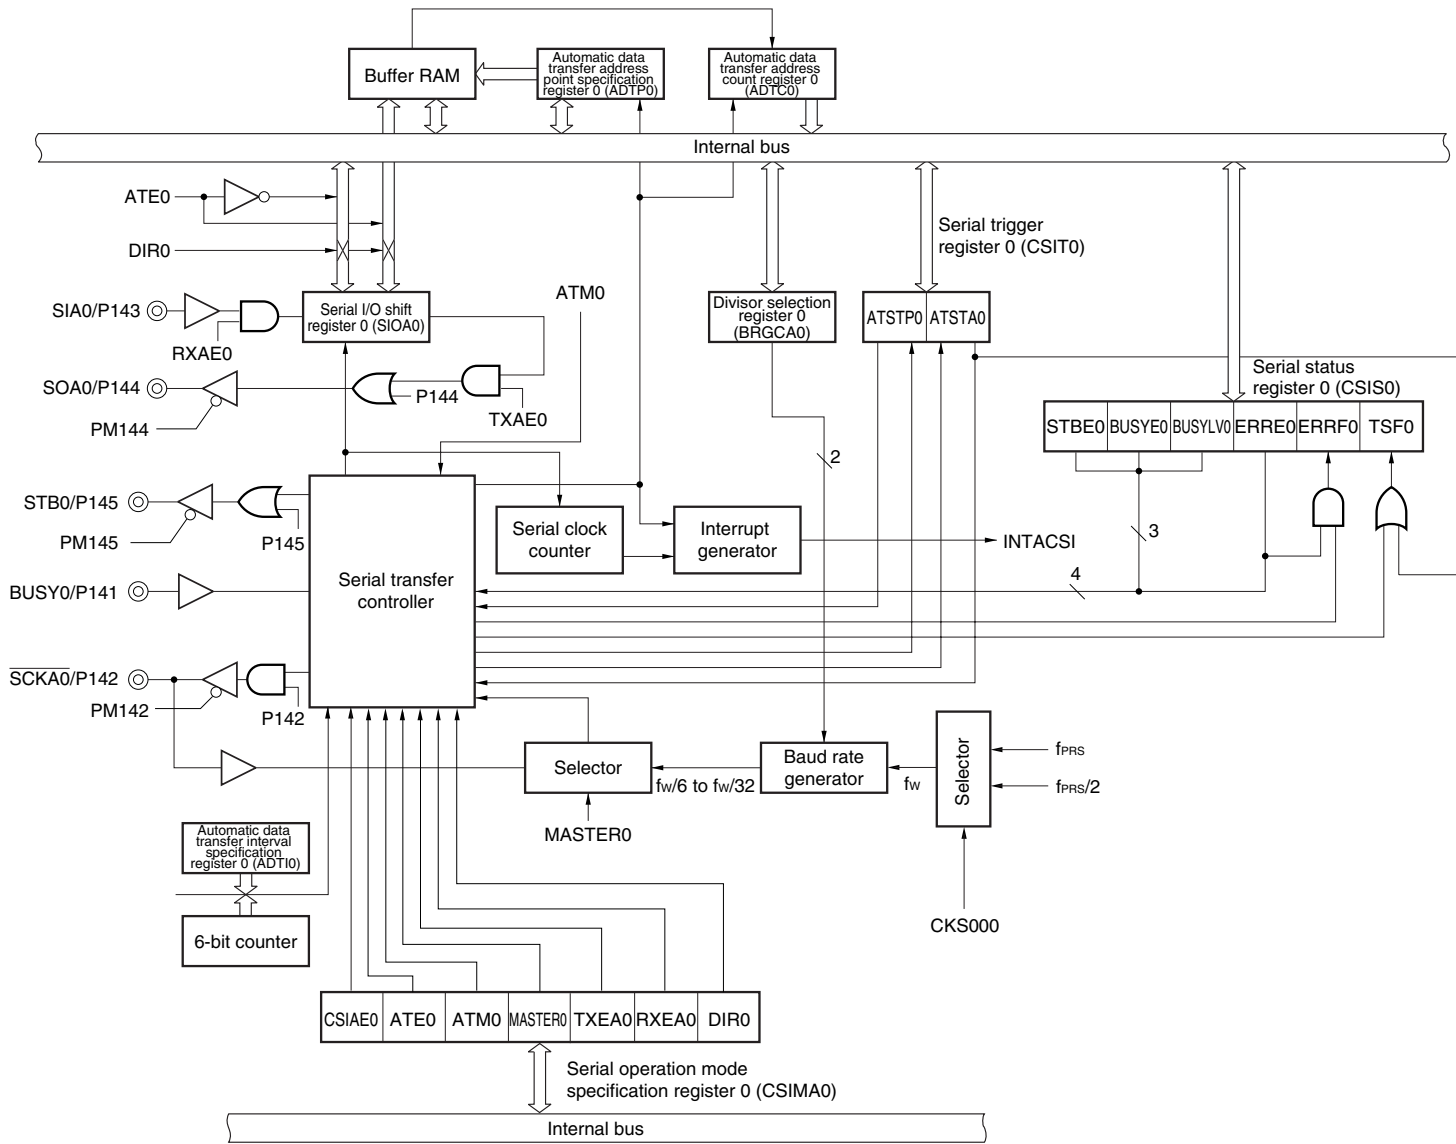 Buffer RAM
Automatic data
transfer address
point specification
register 0 (ADTP0)
Automatic data
transfer address
count register 0
(ADTC0)
Internal bus
ATE0
DIR0
Serial trigger
register 0 (CSIT0)
SIA0/P143
RXAE0
Serial I/O shift
register 0 (SIOA0)
ATM0
Divisor selection
register 0
(BRGCA0)
ATSTP0
ATSTA0
SOA0/P144
PM144
P144
TXAE0
Serial status
register 0 (CSIS0)
STBE0
BUSYE0
BUSYLV0
ERRE0
ERRF0
TSF0
2
STB0/P145
PM145
P145
Serial clock
counter
Interrupt
generator
INTACSI
3
BUSY0/P141
Serial transfer
controller
4
SCKA0/P142
PM142
P142
Selector
MASTER0
fW/6 to fW/32
Baud rate
generator
fW
Selector
fPRS
fPRS/2
CKS000
Automatic data
transfer interval
specification
register 0 (ADTI0)
6-bit counter
CSIAE0
ATE0
ATM0
MASTER0
TXEA0
RXEA0
DIR0
Serial operation mode
specification register 0 (CSIMA0)
Internal bus